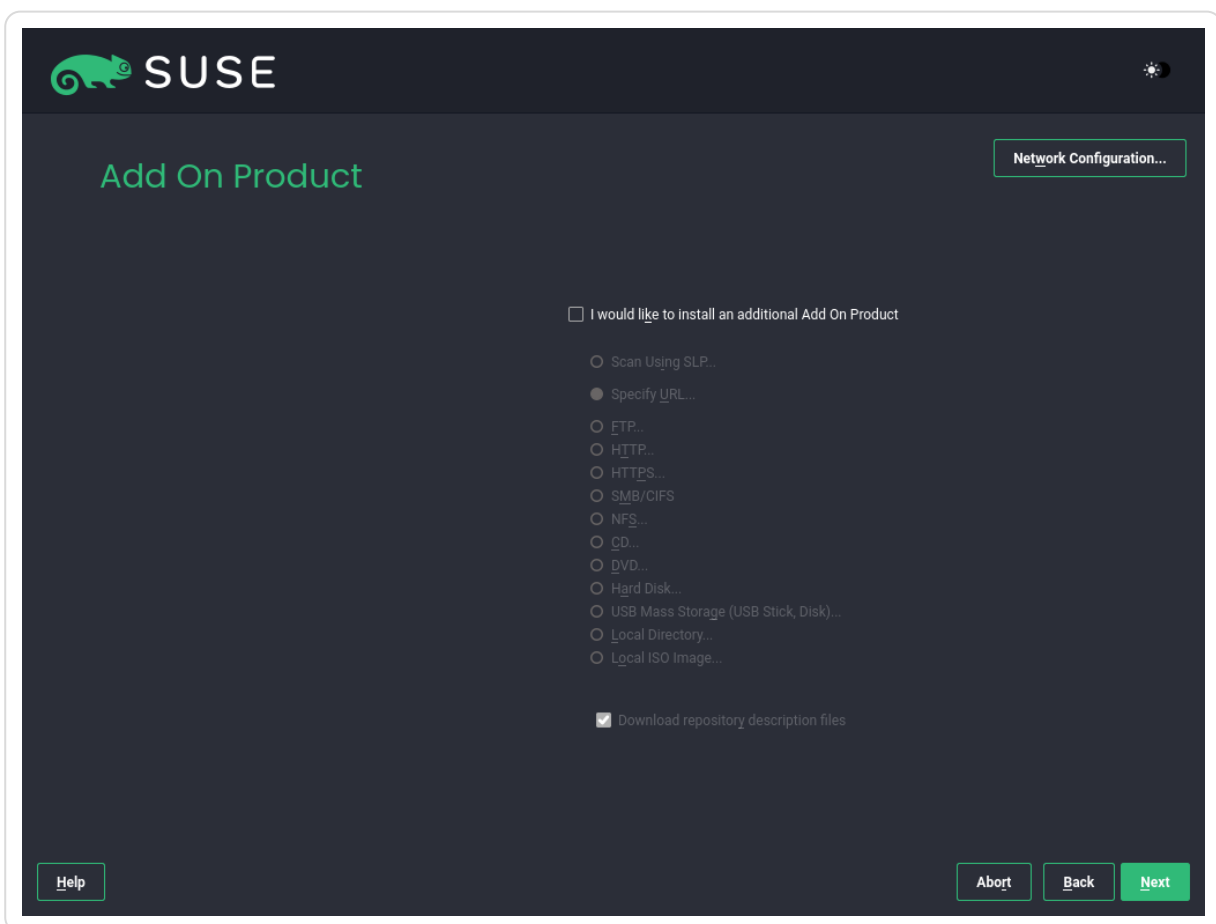 SUSE
Network Configuration...
Add On Product
I would like to install an additional Add On Product
Scan Using SLP...
Specify URL...
FTP...
HTTP...
HTTPS...
SMB/CIFS
NFS...
CD...
DVD...
Hard Disk...
USB Mass Storage (USB Stick, Disk)...
Local Directory...
Local ISO Image...
Download repository description files
Help
Abort
Back
Next